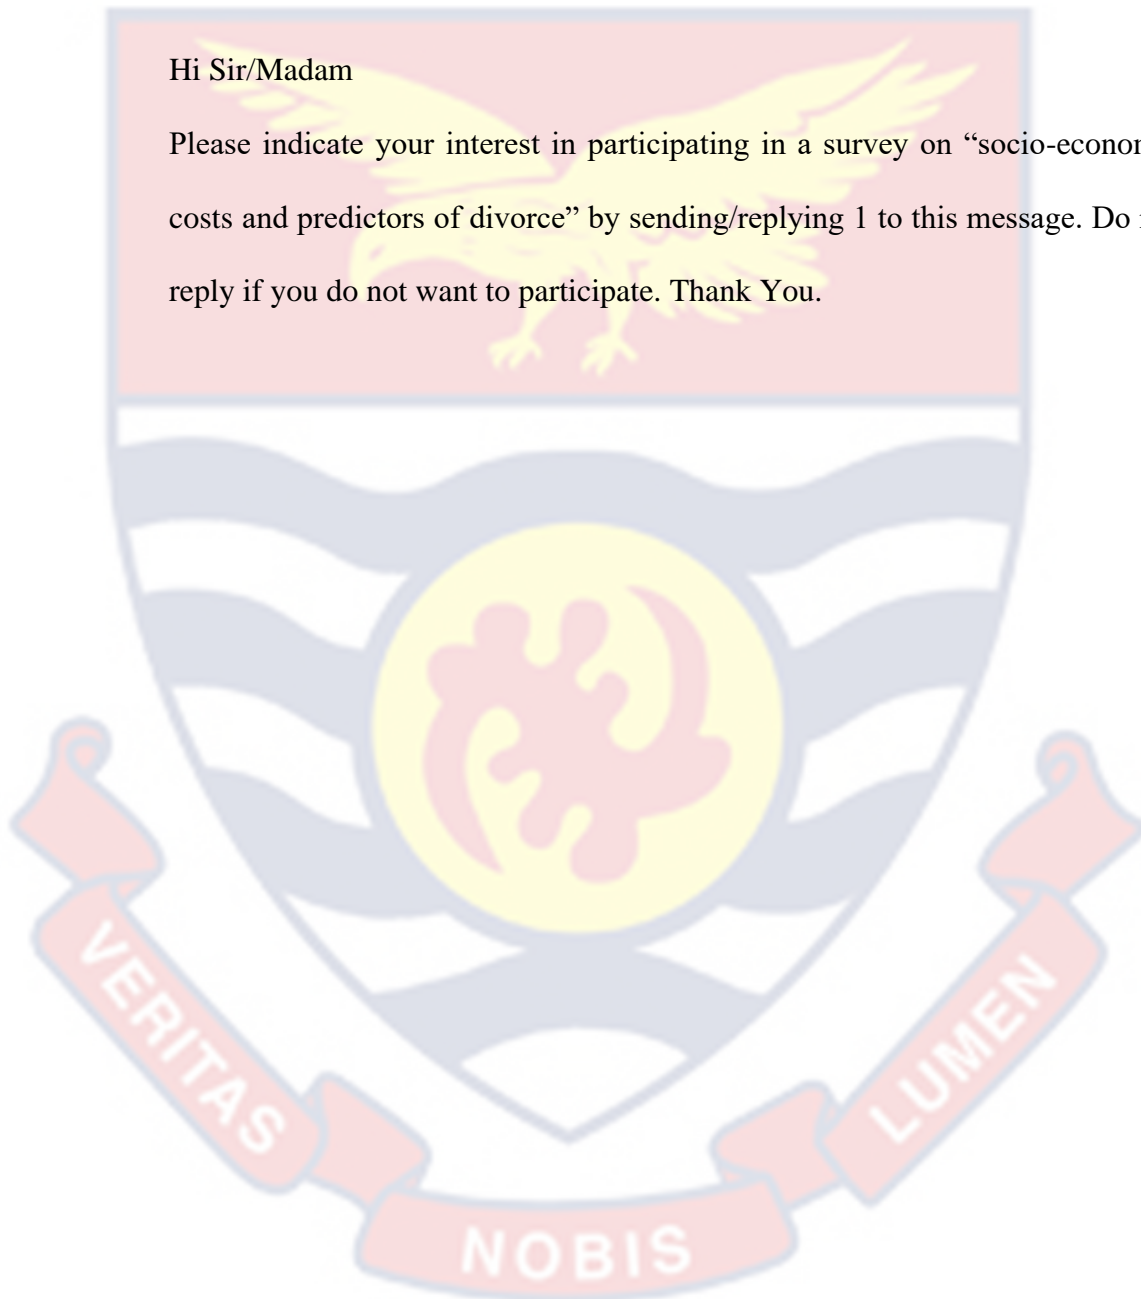 Hi Sir/Madam
Please indicate your interest in participating in a survey on “socio-econom
costs and predictors of divorce” by sending/replying 1 to this message. Do
reply if you do not want to participate. Thank You.
VERITAS
NOBIS
LUMEN